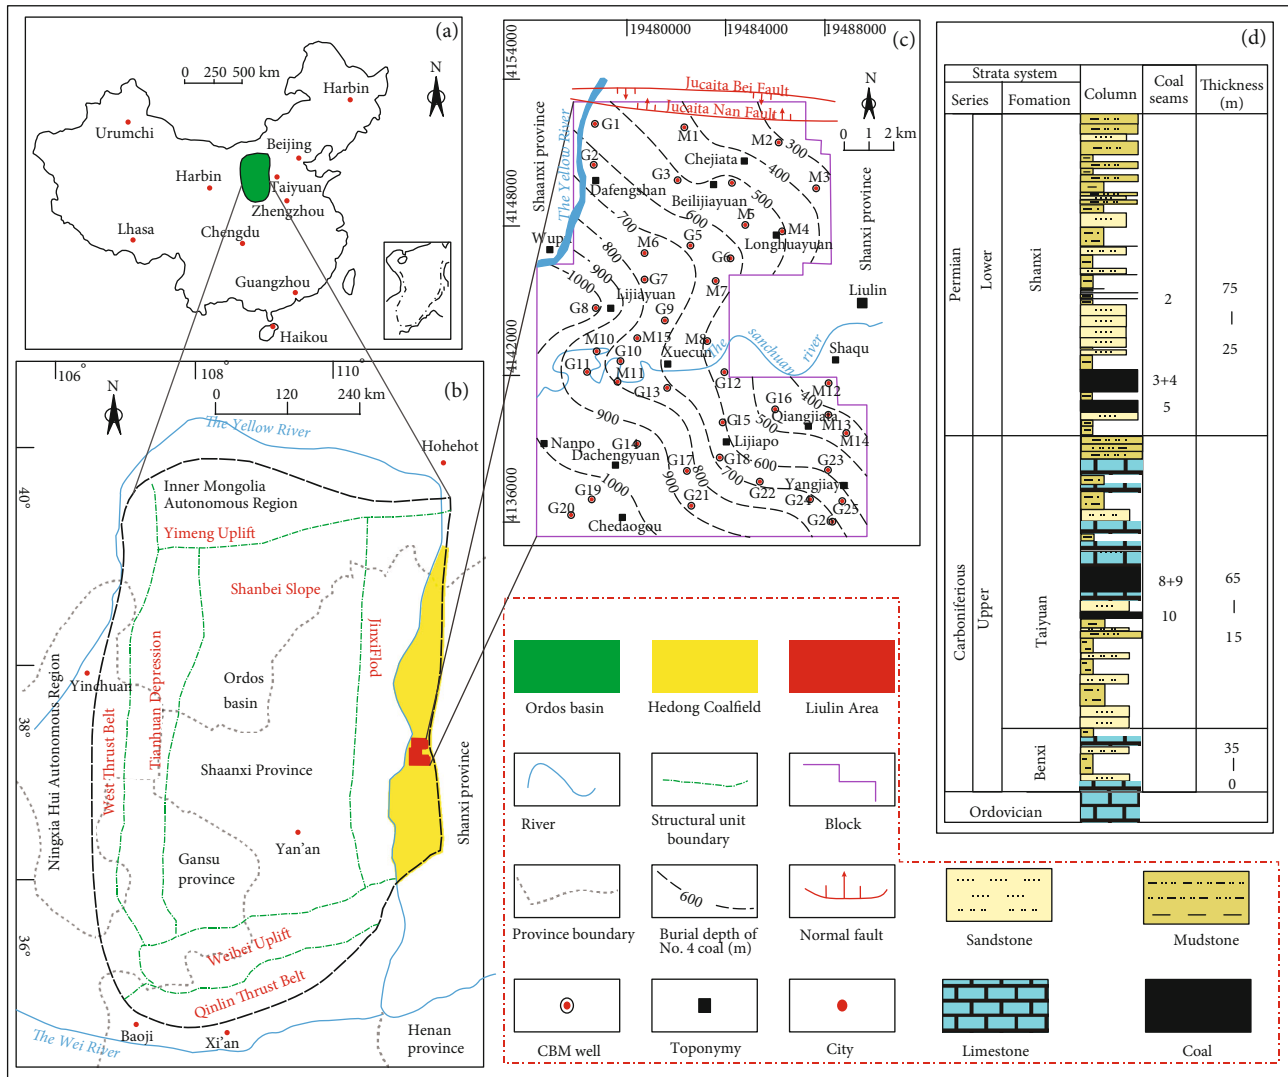 (a)
0 250 500 km
N
Harbin
Urumchi
Beijing
Harbin
Taiyuan
Zhengzhou
Lhasa
Chengdu
Guangzhou
Haikou
(b)
106°
108°
110°
N
0 120 240 km
The Yellow River
Hohehot
40°
Inner Mongolia
Autonomous Region
Yimeng Uplift
Shanbei Slope
JinxiFlod
Ordos
basin
Yinchuan
Ningxia Hui Autonomous Region
38°
West Thrust Belt
Tianhuan Depression
Shaanxi Province
Shanxi province
Yan'an
Gansu
province
36°
Weibei Uplift
Qinlin Thrust Belt
Baoji
Xi'an
The Wei River
Henan
province
(c)
19480000
19484000
19488000
4154000
4148000
4142000
4136000
Jucaita Bei Fault
Jucaita Nan Fault
N
0 1 2 km
Shaanxi province
The Yellow River
Shanxi province
G1
M1
M2
300
G2
Chejiata
400
Dafengshan
G3
M3
Beilijiayuan
500
600
700
M5
M4
Wupu
800
M6
G5
Longhuayuan
900
G6
1000
G7
M7
Liulin
Lijiayuan
G8
G9
M10
M15
M8
The sanchuan river
G10
Xuecun
Shaqu
G11
M11
G12
M12
G13
400
G16
Qiangjiata
900
500
M13
G15
M14
Nanpo
G14
Lijiapo
Dachengyuan
G18
600
G23
G17
800
700
Yangjiay
900
G22
G19
1000
G21
G24
G25
G20
Chedaogou
G26
(d)
Strata system
Series
Fomation
Column
Coal
seams
Thickness
(m)
Permian
Lower
Shanxi
2
75
25
3+4
5
Carboniferious
Upper
Taiyuan
8+9
65
10
15
Benxi
35
0
Ordovician
Ordos basin
Hedong Coalfield
Liulin Area
River
Structural unit
boundary
Block
600
Province boundary
Burial depth of
No. 4 coal (m)
Normal fault
Sandstone
Mudstone
CBM well
Toponymy
City
Limestone
Coal